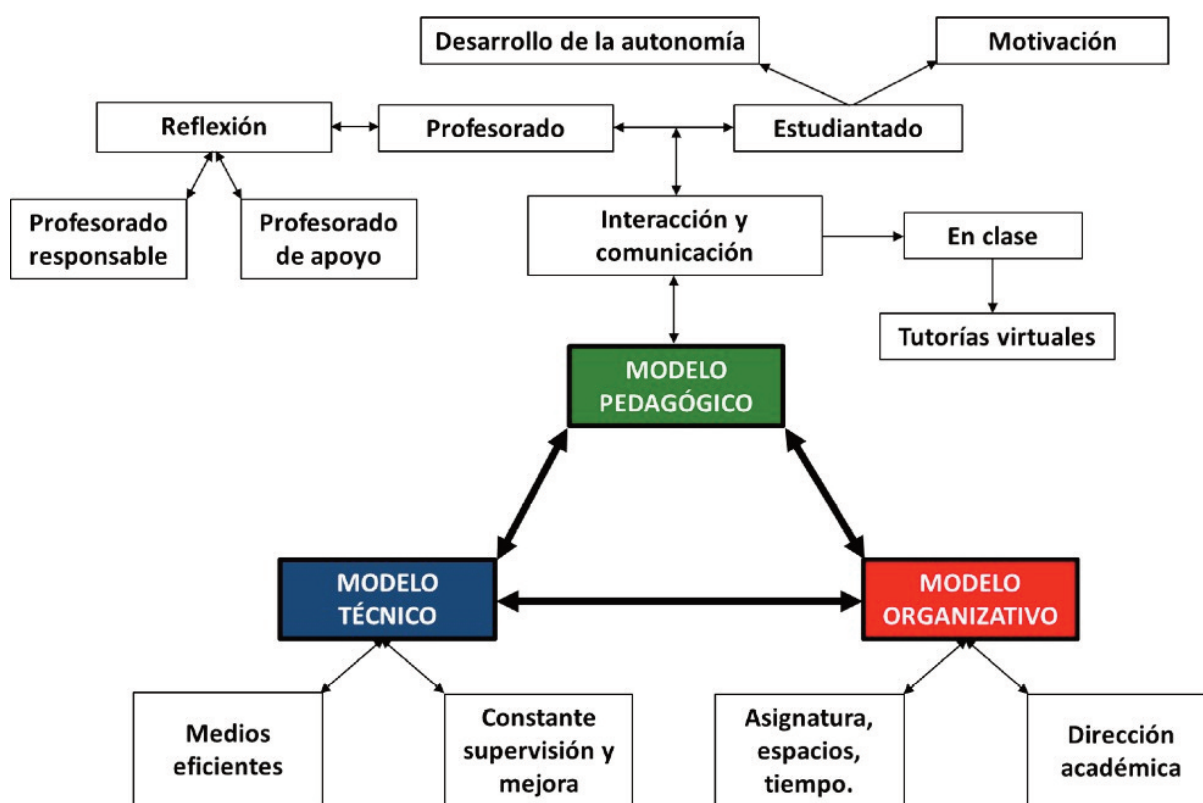 Desarrollo de la autonomía
Motivación
Reflexión
Profesorado
Estudiantado
Profesorado
responsable
Profesorado
de apoyo
Interacción y
comunicación
En clase
Tutorías virtuales
MODELO
PEDAGÓGICO
MODELO
TÉCNICO
MODELO
ORGANIZATIVO
Medios
eficientes
Constante
supervisión y
mejora
Asignatura,
espacios,
tiempo.
Dirección
académica